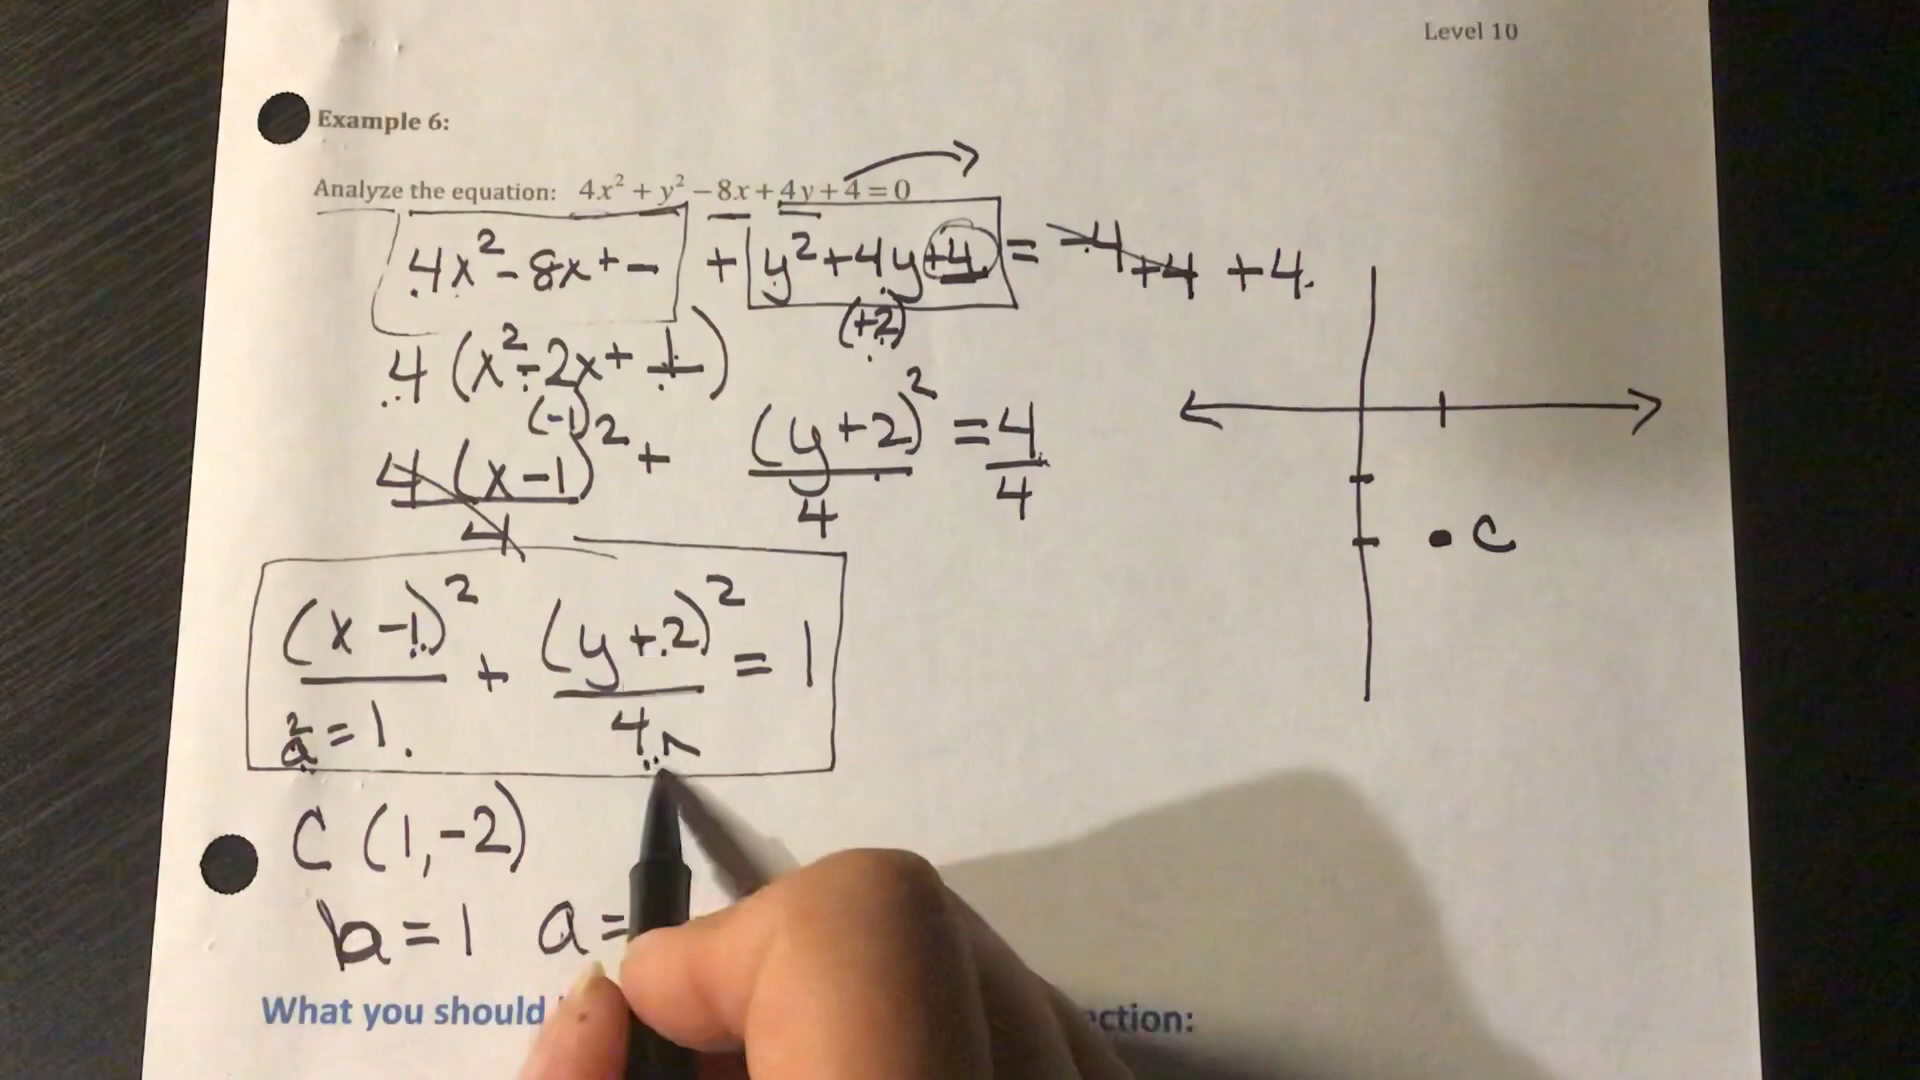 Level 10
Example 6:
Analyze the equation: 4x² + y² − 8x + 4y + 4 = 0
4x² - 8x + - + y² + 4y +4 = -4 +4 +4
(+2)
4 (x² - 2x + 1)
(-1)
4 (x-1)² + (y+2)² = 4
4 4 4
(x-1)² + (y+2)² = 1
a² = 1 4
C
C (1, -2)
b = 1 a =
What you should
ction: